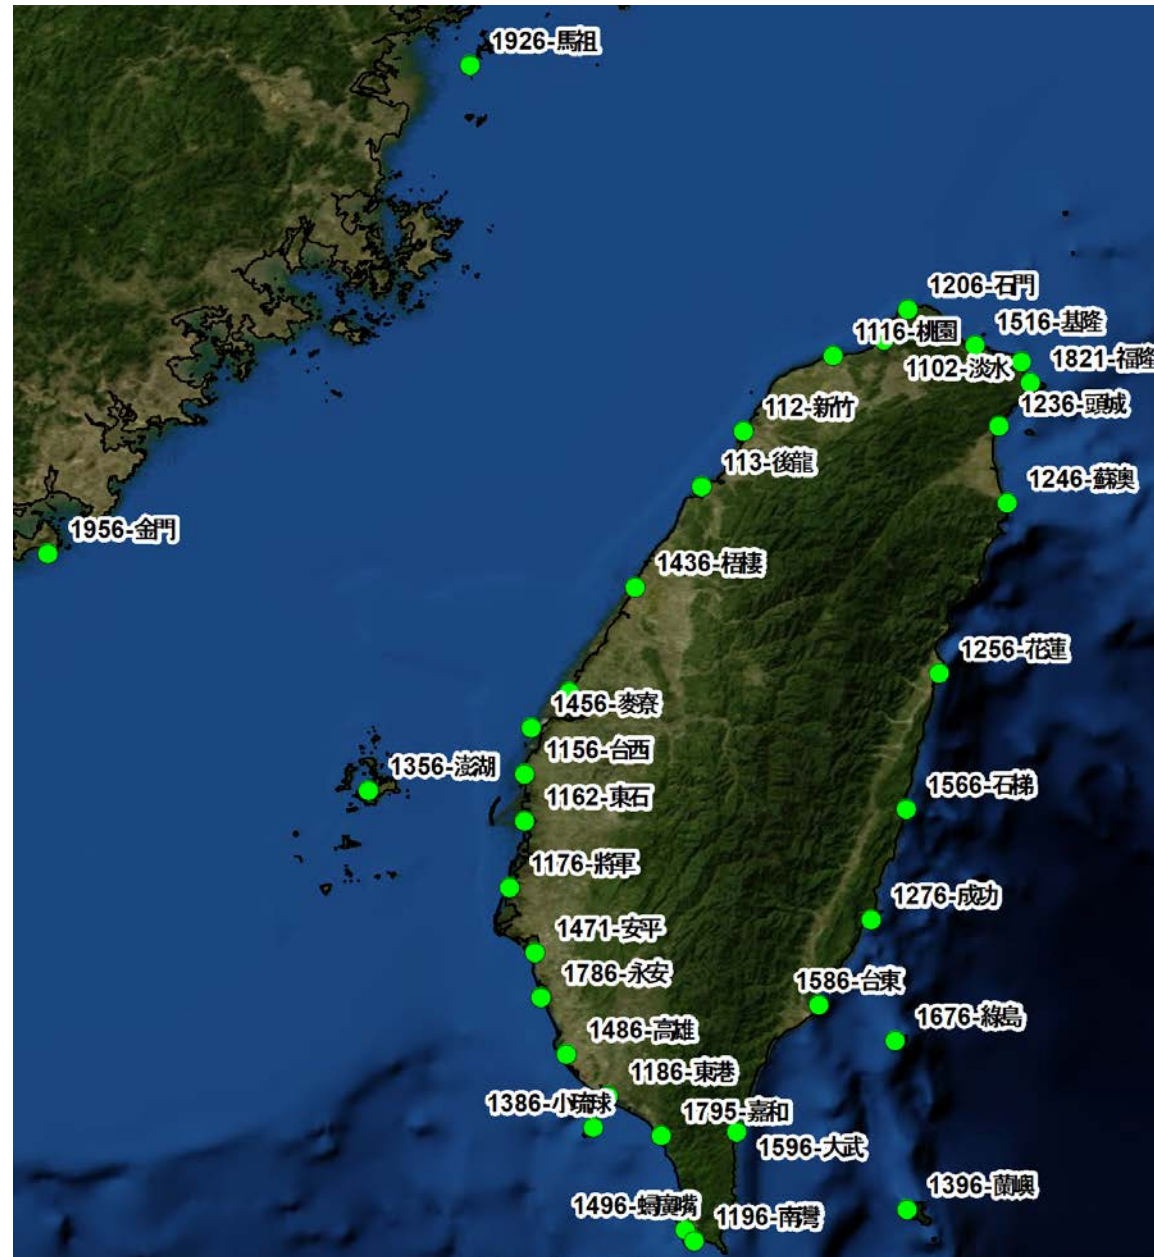 1926-馬祖
1206-石門
1516-基隆
1116-桃園
1102-淡水
1821-福隆
1236-頭城
112-新竹
113-後龍
1246-蘇澳
1956-金門
1436-梧棲
1256-花蓮
1456-麥寮
1156-台西
1356-澎湖
1566-石梯
1162-東石
1176-將軍
1276-成功
1471-安平
1786-永安
1586-台東
1676-綠島
1486-高雄
1186-東港
1386-小琉球
1795-嘉和
1596-大武
1396-蘭嶼
1496-蟳廣嘴
1196-南灣